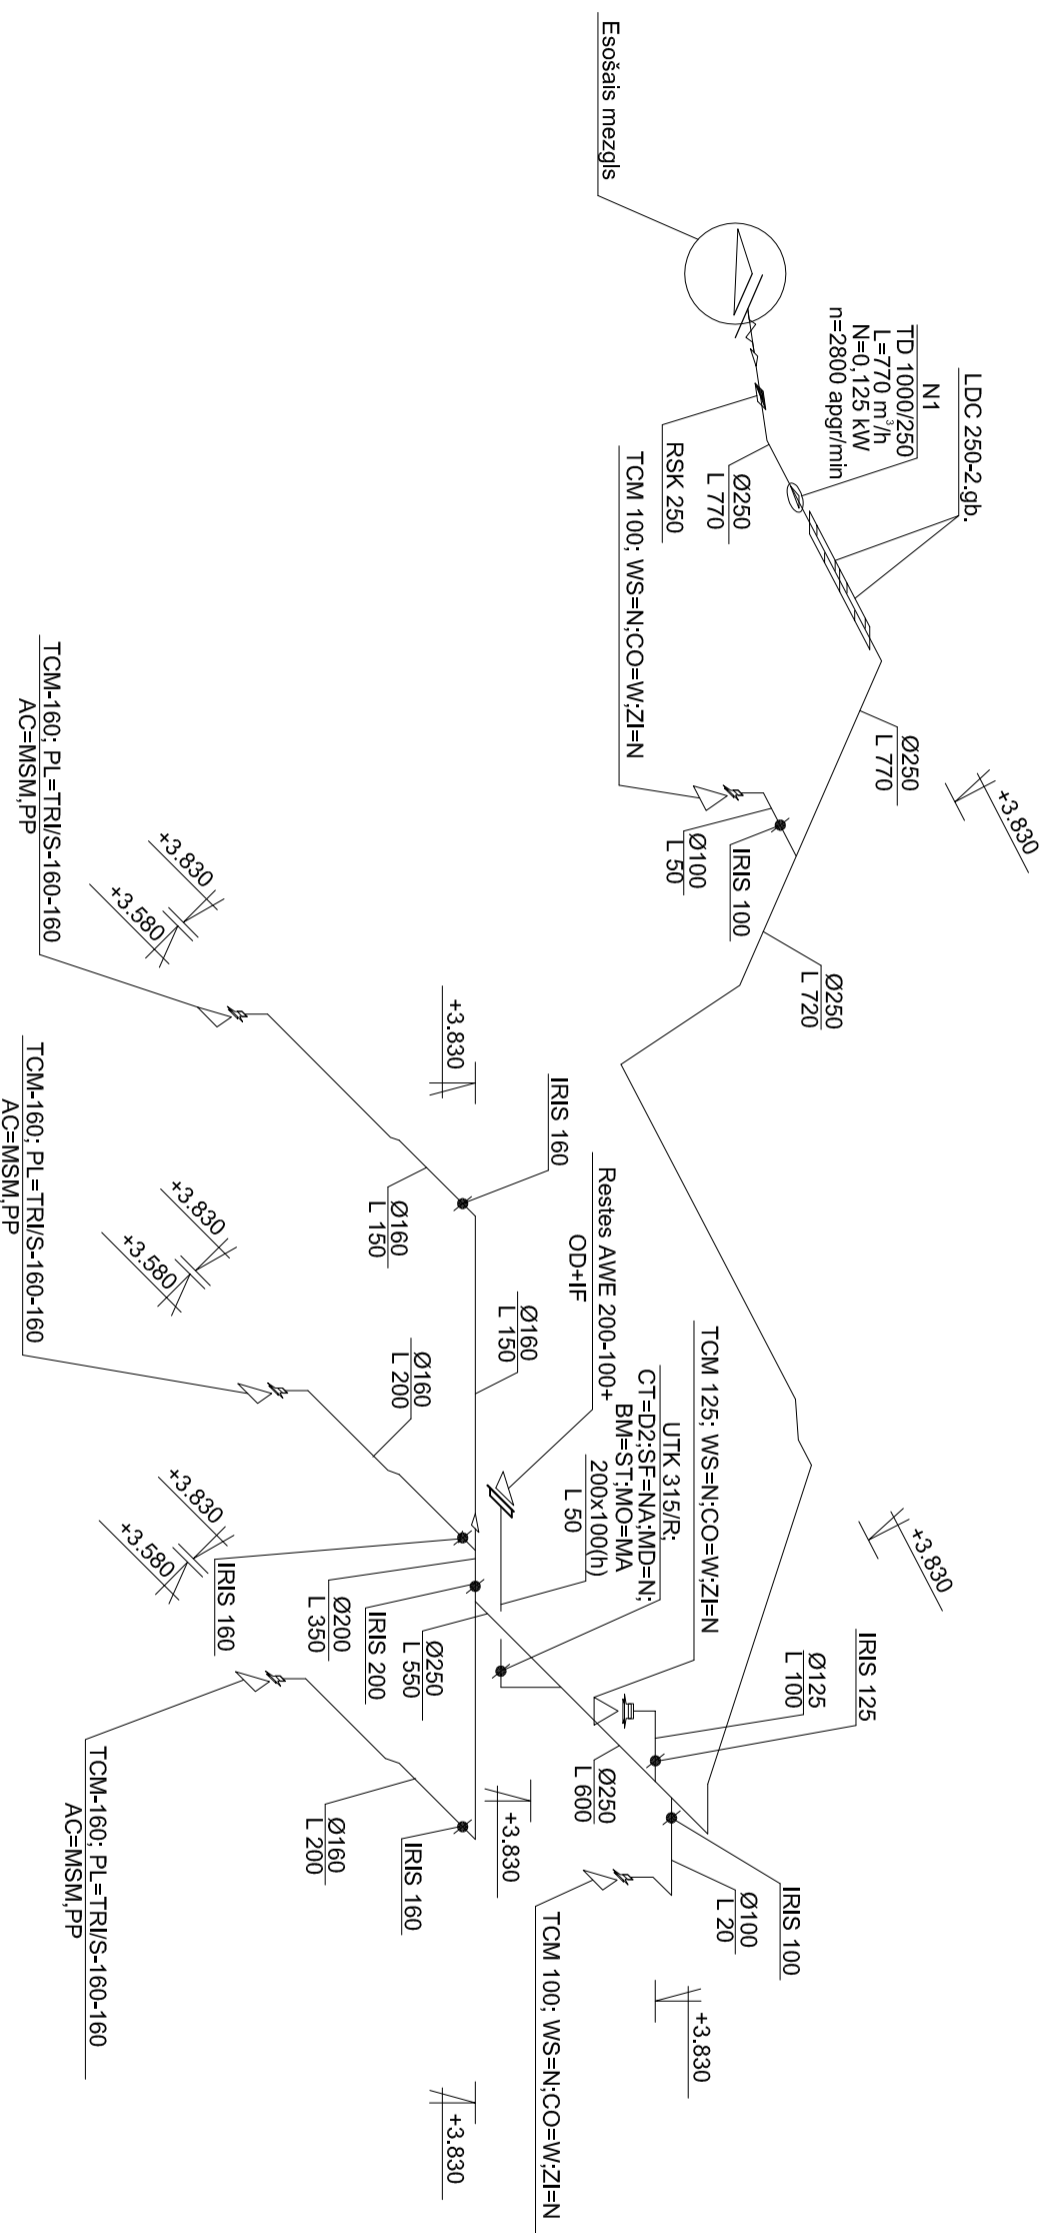 Esošais mezgls
LDC 250-2.gb.
N1
TD 1000/250
L=770 m³/h
N=0,125 kW
n=2800 apgr/min
RSK 250
Ø250
L 770
TCM 100; WS=N;CO=W;ZI=N
Ø250
L 770
+3.830
IRIS 100
Ø100
L 50
Ø250
L 720
TCM-160; PL=TRI/S-160-160
AC=MSM,PP
+3.830
+3.580
+3.830
IRIS 160
Ø160
L 150
TCM-160; PL=TRI/S-160-160
AC=MSM,PP
+3.830
+3.580
Ø160
L 150
Ø160
L 200
Restes AWE 200-100+
OD+IF
TCM 125; WS=N;CO=W;ZI=N
UTK 315/R;
CT=D2;SF=NA;MD=N;
BM=ST;MO=MA
200x100(h)
L 50
+3.830
+3.830
+3.580
IRIS 160
Ø200
L 350
IRIS 200
Ø250
L 550
IRIS 125
Ø125
L 100
Ø250
L 600
+3.830
IRIS 100
Ø100
L 20
TCM-160; PL=TRI/S-160-160
AC=MSM,PP
Ø160
L 200
IRIS 160
TCM 100; WS=N;CO=W;ZI=N
+3.830
+3.830